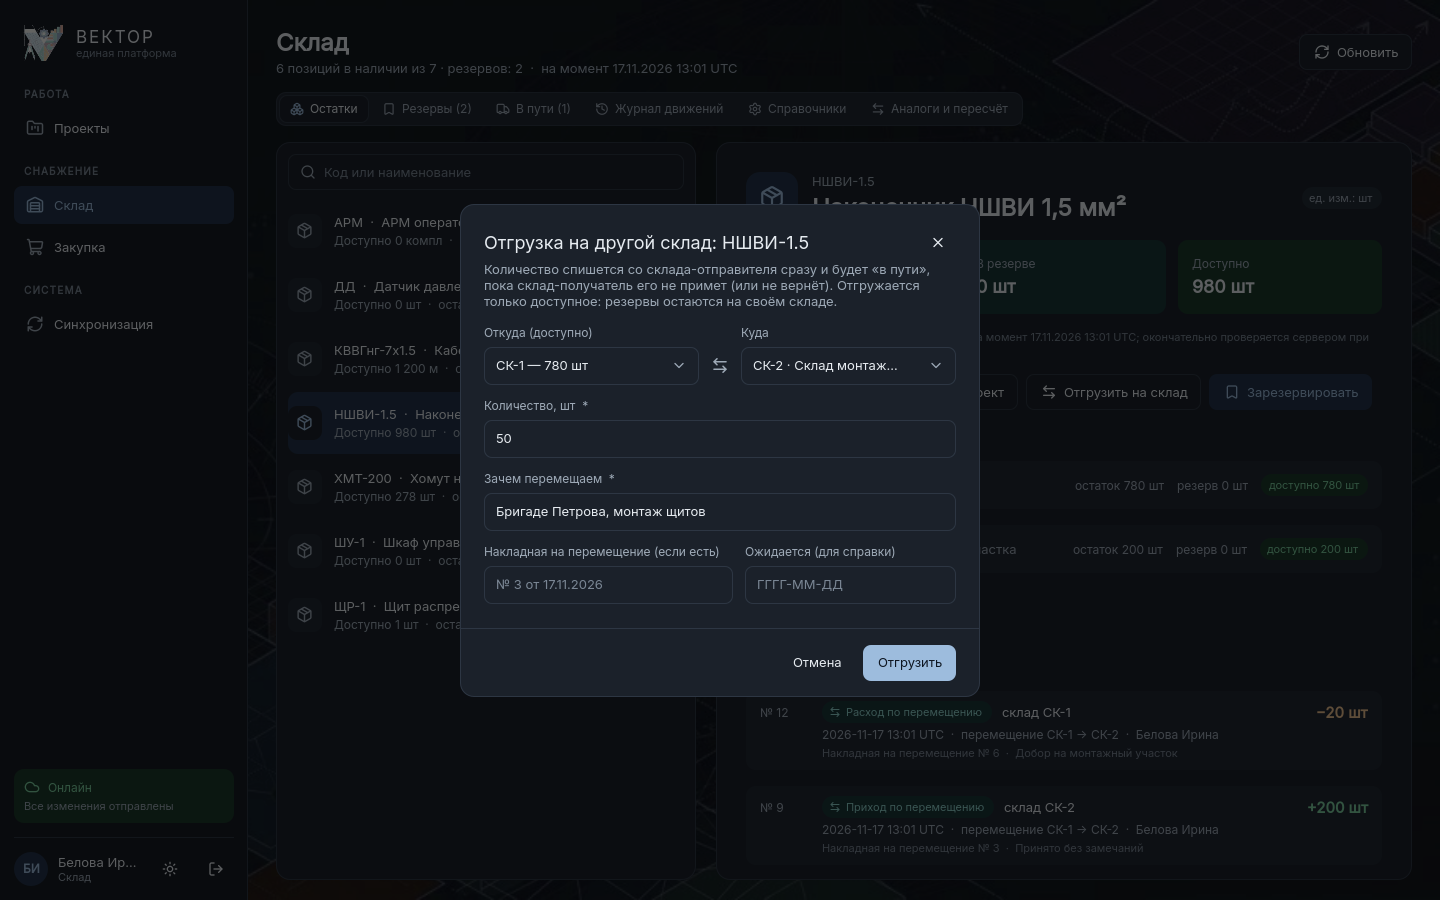 ВЕКТОР
единая платформа
РАБОТА
Проекты
СНАБЖЕНИЕ
Склад
Закупка
СИСТЕМА
Синхронизация
Онлайн
Все изменения отправлены
БИ
Белова Ир...
Склад
Склад
6 позиций в наличии из 7 · резервов: 2 · на момент 17.11.2026 13:01 UTC
Обновить
Остатки
Резервы (2)
В пути (1)
Журнал движений
Справочники
Аналоги и пересчёт
Код или наименование
АРМ · АРМ операт
Доступно 0 компл ·
ДД · Датчик давле
Доступно 0 шт · оста
КВВГнг-7х1.5 · Каб
Доступно 1 200 м ·
НШВИ-1.5 · Након
Доступно 980 шт · о
ХМТ-200 · Хомут н
Доступно 278 шт · о
ШУ-1 · Шкаф управ
Доступно 0 шт · оста
ЩР-1 · Щит распре
Доступно 1 шт · оста
НШВИ-1.5
НШВИ 1,5 мм²
ед. изм.: шт
В резерве
0 шт
Доступно
980 шт
момент 17.11.2026 13:01 UTC; окончательно проверяется сервером при
ект
Отгрузить на склад
Зарезервировать
остаток 780 шт резерв 0 шт доступно 780 шт
астка остаток 200 шт резерв 0 шт доступно 200 шт
№ 12 Расход по перемещению склад СК-1 −20 шт
2026-11-17 13:01 UTC · перемещение СК-1 → СК-2 · Белова Ирина
Накладная на перемещение № 6 · Добор на монтажный участок
№ 9 Приход по перемещению склад СК-2 +200 шт
2026-11-17 13:01 UTC · перемещение СК-1 → СК-2 · Белова Ирина
Накладная на перемещение № 3 · Принято без замечаний
Отгрузка на другой склад: НШВИ-1.5
Количество спишется со склада-отправителя сразу и будет «в пути»,
пока склад-получатель его не примет (или не вернёт). Отгружается
только доступное: резервы остаются на своём складе.
Откуда (доступно)
Куда
СК-1 — 780 шт
СК-2 · Склад монтаж...
Количество, шт *
50
Зачем перемещаем *
Бригаде Петрова, монтаж щитов
Накладная на перемещение (если есть)
Ожидается (для справки)
№ 3 от 17.11.2026
ГГГГ-ММ-ДД
Отмена
Отгрузить